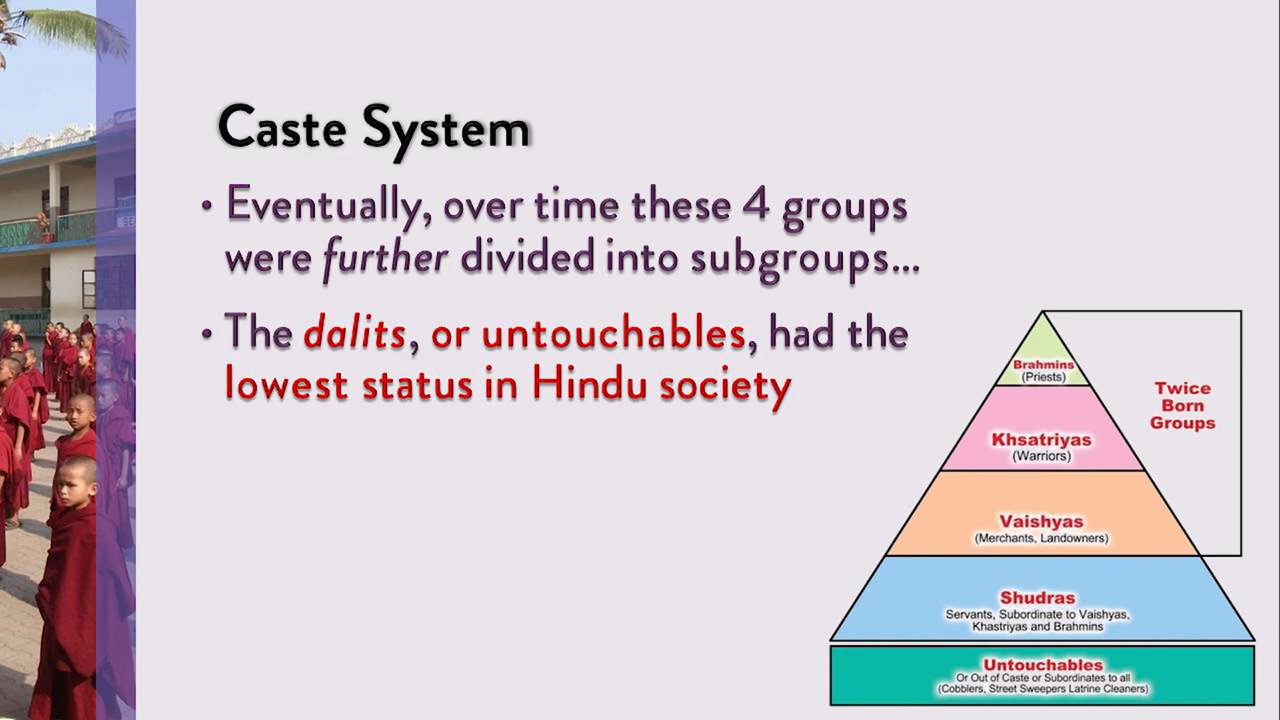 Caste System
• Eventually, over time these 4 groups
were further divided into subgroups...
• The dalits, or untouchables, had the
lowest status in Hindu society
Brahmins
(Priests)
Khsatriyas
(Warriors)
Vaishyas
(Merchants, Landowners)
Shudras
Servants, Subordinate to Vaishyas,
Khastriyas and Brahmins
Untouchables
Or Out of Caste or Subordinates to all
(Cobblers, Street Sweepers Latrine Cleaners)
Twice
Born
Groups